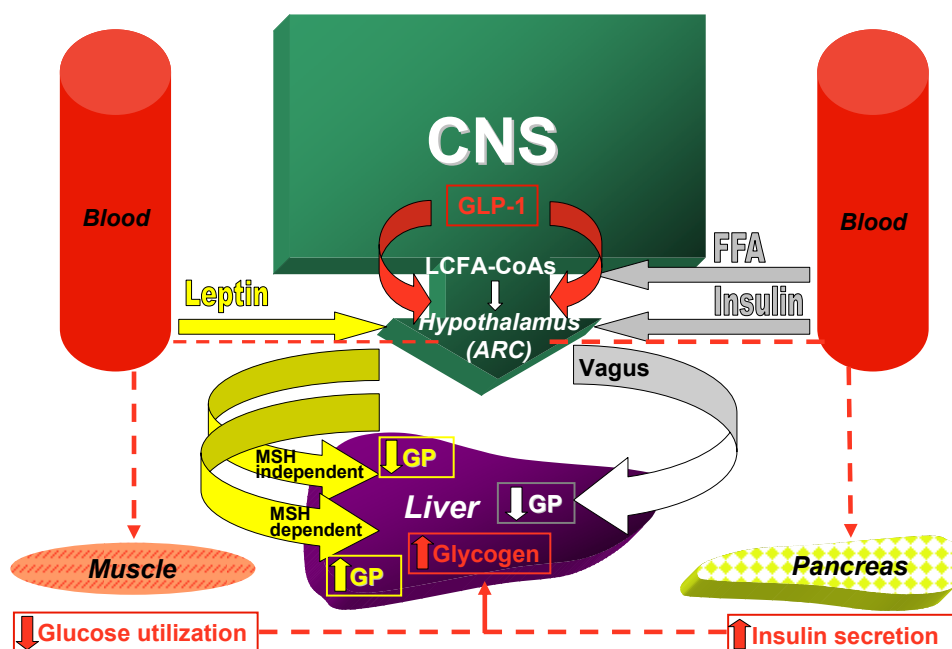 CNS
GLP-1
Blood
Blood
FFA
LCFA-CoAs
Leptin
Insulin
Hypothalamus
(ARC)
Vagus
MSH
independent
GP
Liver
GP
MSH
dependent
Glycogen
GP
Muscle
Pancreas
Glucose utilization
Insulin secretion